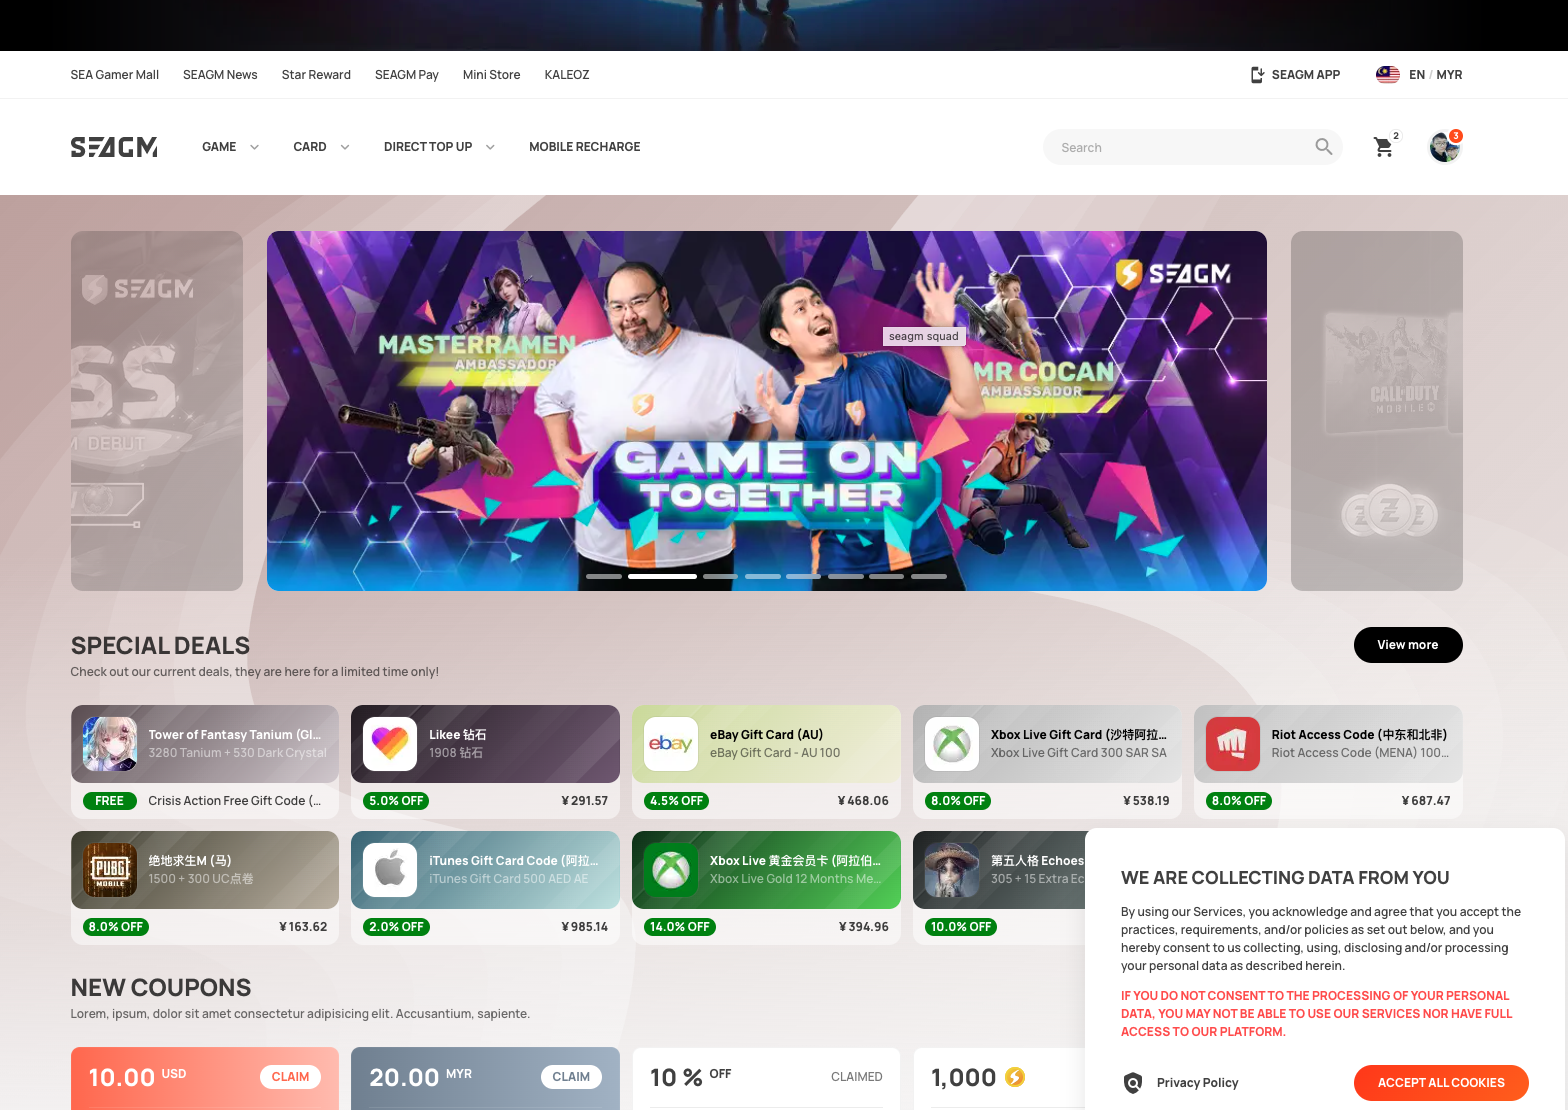 SEA Gamer Mall SEAGM News Star Reward SEAGM Pay Mini Store KALEOZ SEAGM APP EN / MYR
SEAGM GAME CARD DIRECT TOP UP MOBILE RECHARGE Search 2 3
SEAGM
SS
M DEBUT
SEAGM
seagm squad
MASTERRAMEN
AMBASSADOR
MR COCAN
AMBASSADOR
GAME ON
TOGETHER
CALL OF DUTY
MOBILE
SPECIAL DEALS
Check out our current deals, they are here for a limited time only!
View more
Tower of Fantasy Tanium (Gl...
3280 Tanium + 530 Dark Crystal
FREE Crisis Action Free Gift Code (...
Likee 钻石
1908 钻石
5.0% OFF ¥ 291.57
ebay
eBay Gift Card (AU)
eBay Gift Card - AU 100
4.5% OFF ¥ 468.06
Xbox Live Gift Card (沙特阿拉...
Xbox Live Gift Card 300 SAR SA
8.0% OFF ¥ 538.19
Riot Access Code (中东和北非)
Riot Access Code (MENA) 100...
8.0% OFF ¥ 687.47
PUBG
MOBILE
绝地求生M (马)
1500 + 300 UC点卷
8.0% OFF ¥ 163.62
iTunes Gift Card Code (阿拉...
iTunes Gift Card 500 AED AE
2.0% OFF ¥ 985.14
Xbox Live 黄金会员卡 (阿拉伯...
Xbox Live Gold 12 Months Me...
14.0% OFF ¥ 394.96
第五人格 Echoes
305 + 15 Extra Ec
10.0% OFF
NEW COUPONS
Lorem, ipsum, dolor sit amet consectetur adipisicing elit. Accusantium, sapiente.
10.00 USD CLAIM
20.00 MYR CLAIM
10 % OFF CLAIMED
1,000
WE ARE COLLECTING DATA FROM YOU
By using our Services, you acknowledge and agree that you accept the
practices, requirements, and/or policies as set out below, and you
hereby consent to us collecting, using, disclosing and/or processing
your personal data as described herein.
IF YOU DO NOT CONSENT TO THE PROCESSING OF YOUR PERSONAL
DATA, YOU MAY NOT BE ABLE TO USE OUR SERVICES NOR HAVE FULL
ACCESS TO OUR PLATFORM.
Privacy Policy ACCEPT ALL COOKIES